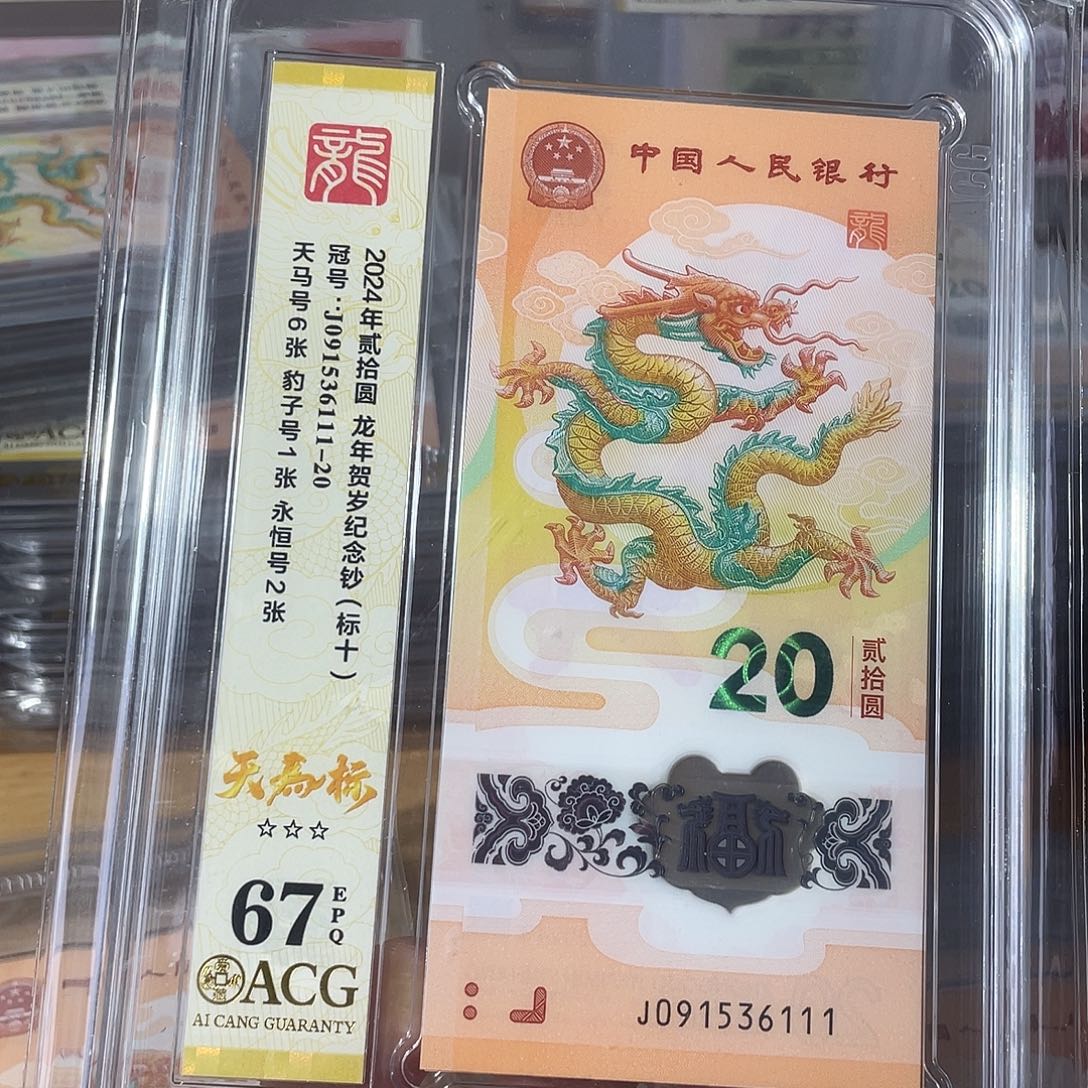 龍
2024年贰拾圆 龙年贺岁纪念钞(标十)
冠号:J091536111-20
天马号6张 豹子号1张 永恒号2张
天马标
67
EPQ
ACG
AI CANG GUARANTY
中国人民银行
龍
20
贰拾圆
福
J091536111